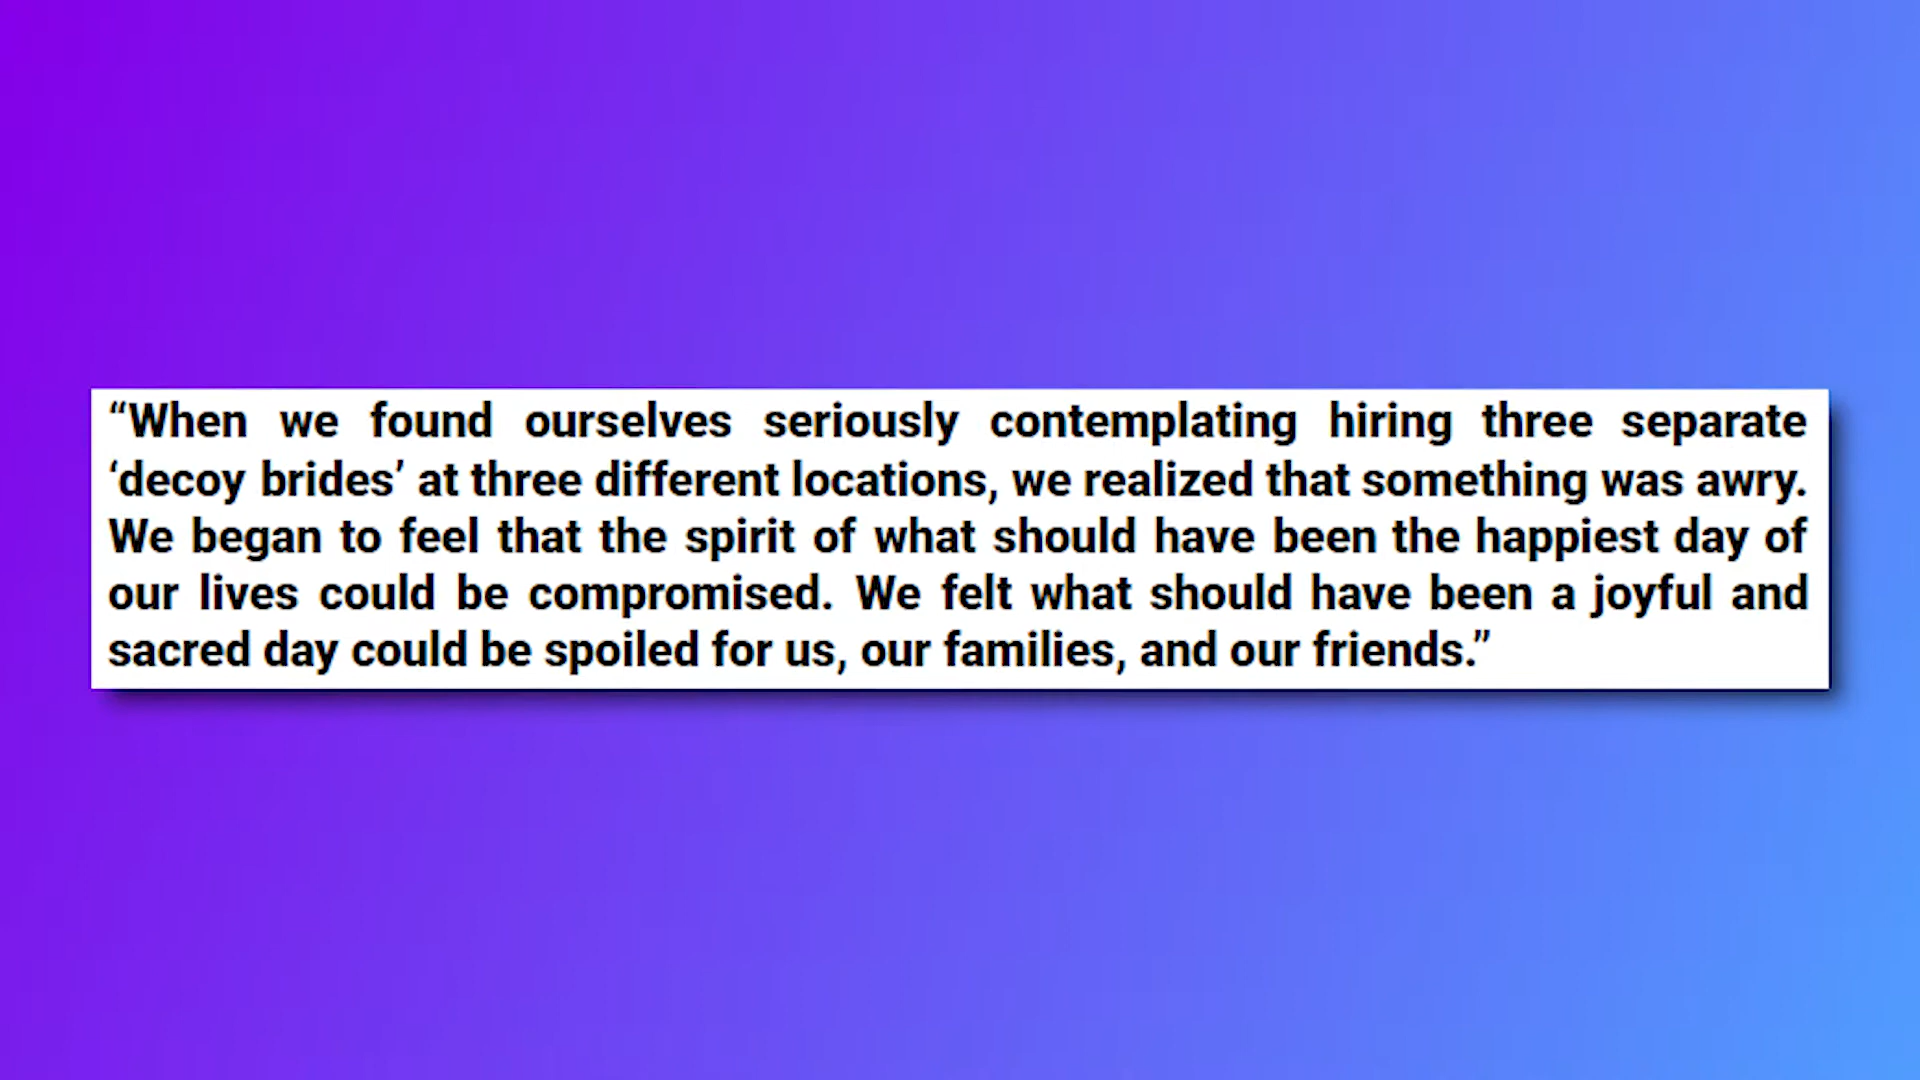 “When we found ourselves seriously contemplating hiring three separate
‘decoy brides’ at three different locations, we realized that something was awry.
We began to feel that the spirit of what should have been the happiest day of
our lives could be compromised. We felt what should have been a joyful and
sacred day could be spoiled for us, our families, and our friends.”